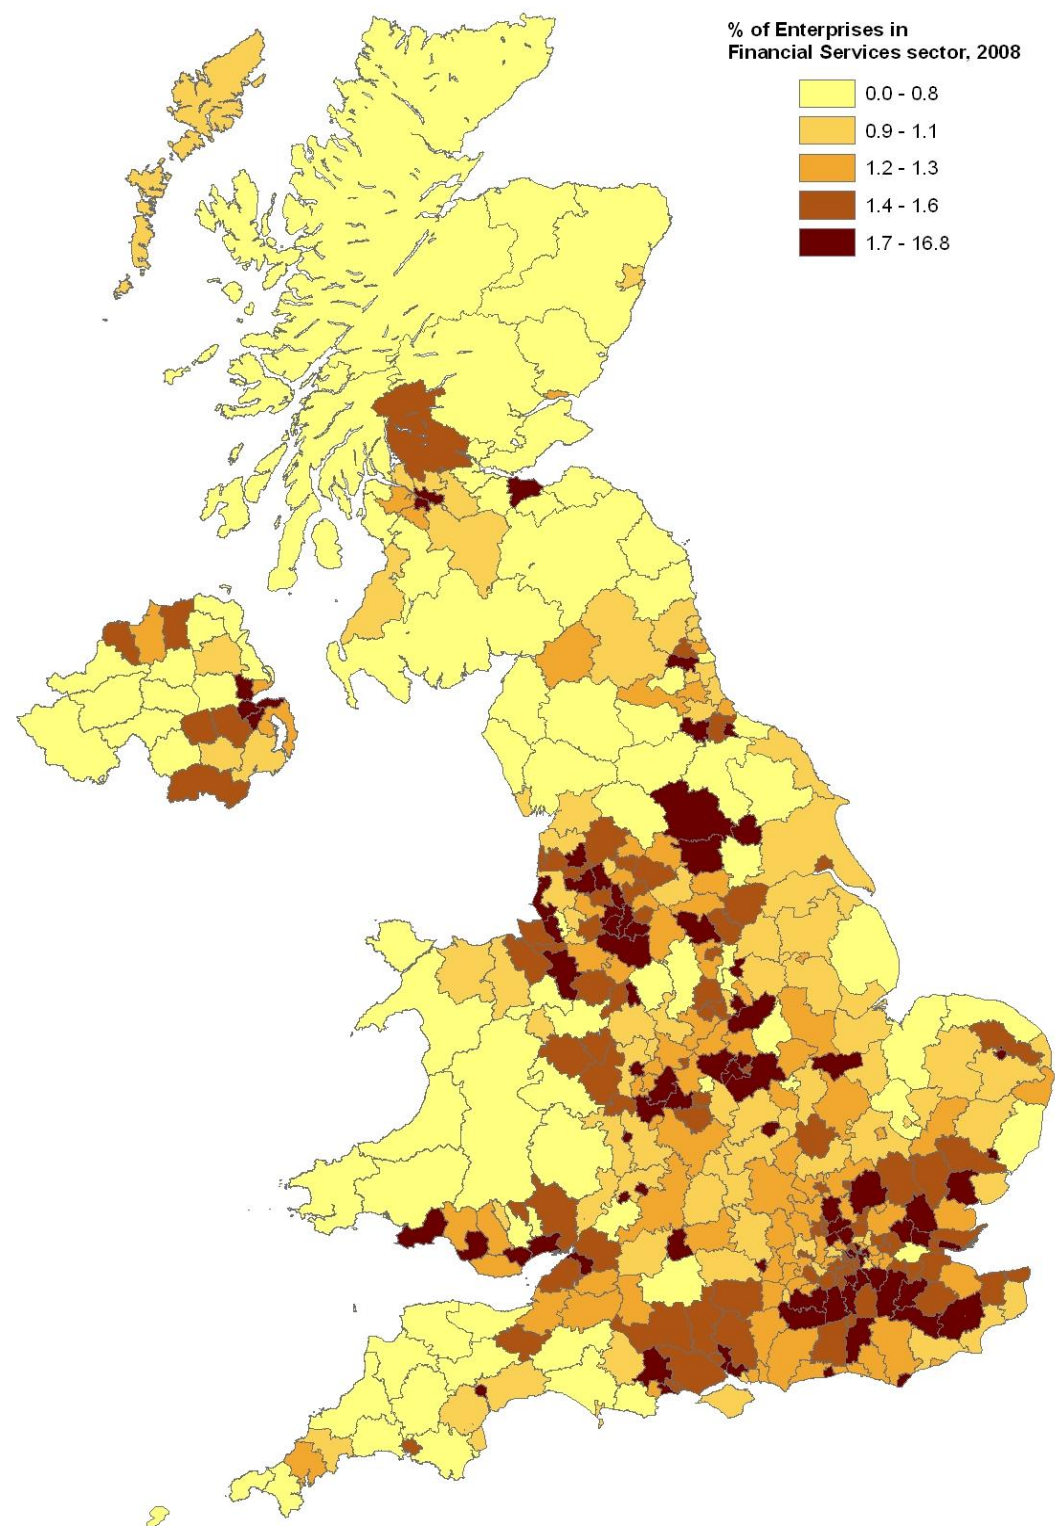 % of Enterprises in
Financial Services sector, 2008
0.0 - 0.8
0.9 - 1.1
1.2 - 1.3
1.4 - 1.6
1.7 - 16.8